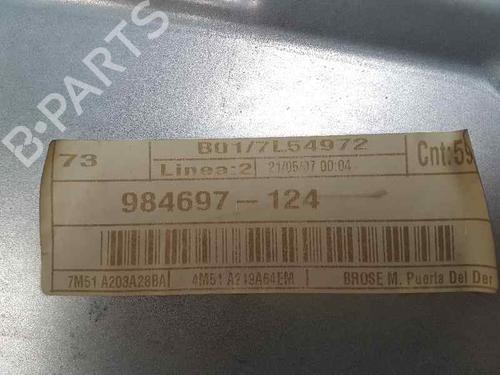 B-PARTS
73
B01/7L54972
Linea:2
21/05/07 00:04
Cnt:59
984697-124
7M51 A203A28BA
4M51 A219A64EM
BROSE M. Puerta Del Der